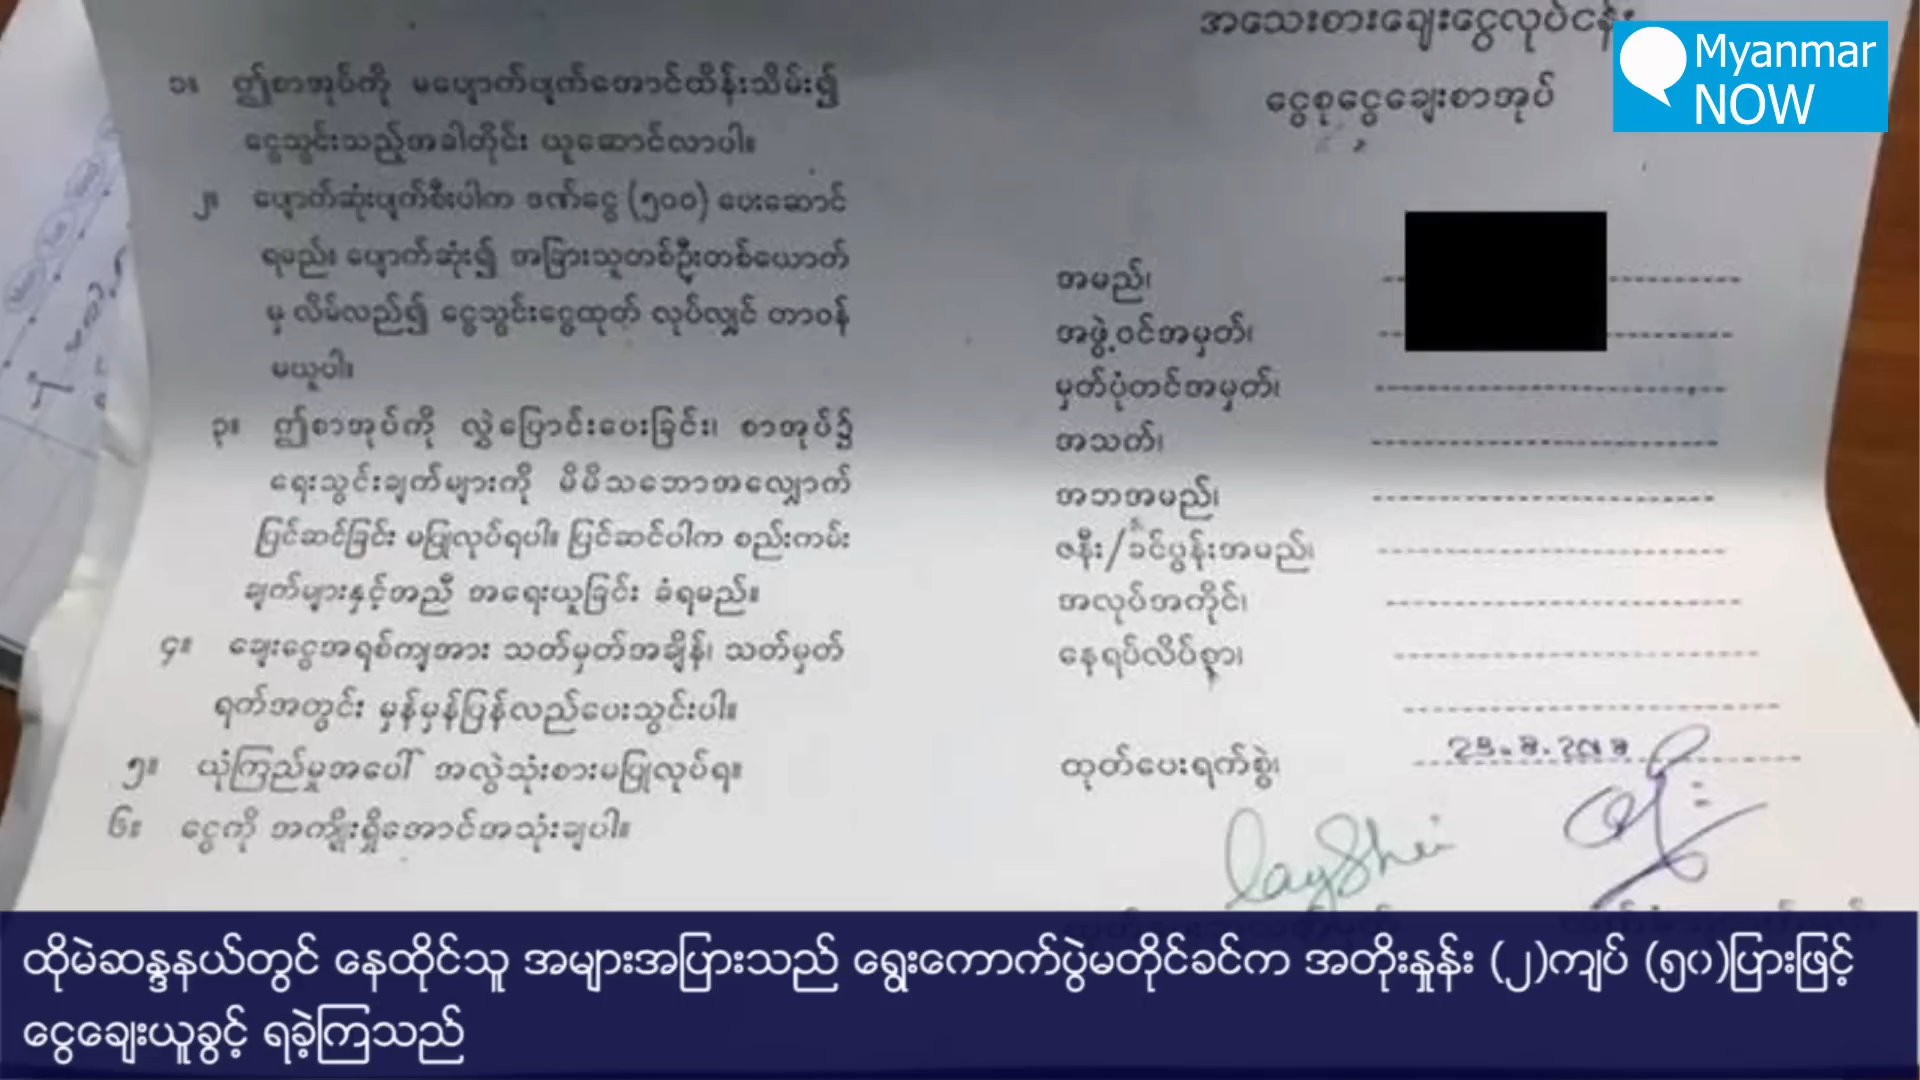 ၁။ ဤစာအုပ်ကို မပျောက်ပျက်အောင်ထိန်းသိမ်း၍
ငွေသွင်းသည့်အခါတိုင်း ယူဆောင်လာပါ။
၂။ ပျောက်ဆုံးပျက်စီးပါက ဒဏ်ငွေ (၅၀၀) ပေးဆောင်
ရမည်။ ပျောက်ဆုံး၍ အခြားသူတစ်ဦးတစ်ယောက်
မှ လိမ်လည်၍ ငွေသွင်းငွေထုတ် လုပ်လျှင် တာဝန်
မယူပါ။
၃။ ဤစာအုပ်ကို လွှဲပြောင်းပေးခြင်း၊ စာအုပ်၌
ရေးသွင်းချက်များကို မိမိသဘောအလျှောက်
ပြင်ဆင်ခြင်း မပြုလုပ်ရပါ။ ပြင်ဆင်ပါက စည်းကမ်း
ချက်များနှင့်အညီ အရေးယူခြင်း ခံရမည်။
၄။ ချေးငွေအရစ်ကျအား သတ်မှတ်အချိန်၊ သတ်မှတ်
ရက်အတွင်း မှန်မှန်ပြန်လည်ပေးသွင်းပါ။
၅။ ယုံကြည်မှုအပေါ် အလွဲသုံးစားမပြုလုပ်ရ။
၆။ ငွေကို အကျိုးရှိအောင်အသုံးချပါ။
အသေးစားချေးငွေလုပ်ငန်း
ငွေစုငွေချေးစာအုပ်
အမည်၊
အဖွဲ့ဝင်အမှတ်၊
မှတ်ပုံတင်အမှတ်၊
အသက်၊
အဘအမည်၊
ဇနီး/ခင်ပွန်းအမည်၊
အလုပ်အကိုင်၊
နေရပ်လိပ်စာ၊
ထုတ်ပေးရက်စွဲ၊
Myanmar
NOW
ထိုမဲဆန္ဒနယ်တွင် နေထိုင်သူ အများအပြားသည် ရွေးကောက်ပွဲမတိုင်ခင်က အတိုးနှုန်း (၂)ကျပ် (၅၀)ပြားဖြင့်
ငွေချေးယူခွင့် ရခဲ့ကြသည်